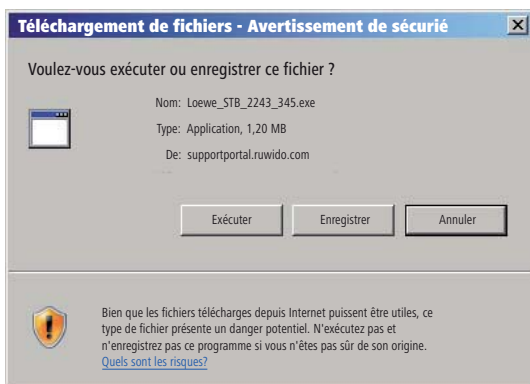 Téléchargement de fichiers - Avertissement de sécurié
Voulez-vous exécuter ou enregistrer ce fichier ?
Nom: Loewe_STB_2243_345.exe
Type: Application, 1,20 MB
De: supportportal.ruwido.com
Exécuter Enregistrer Annuler
Bien que les fichiers télécharges depuis Internet puissent être utiles, ce
type de fichier présente un danger potentiel. N'exécutez pas et
n'enregistrez pas ce programme si vous n'êtes pas sûr de son origine.
Quels sont les risques?